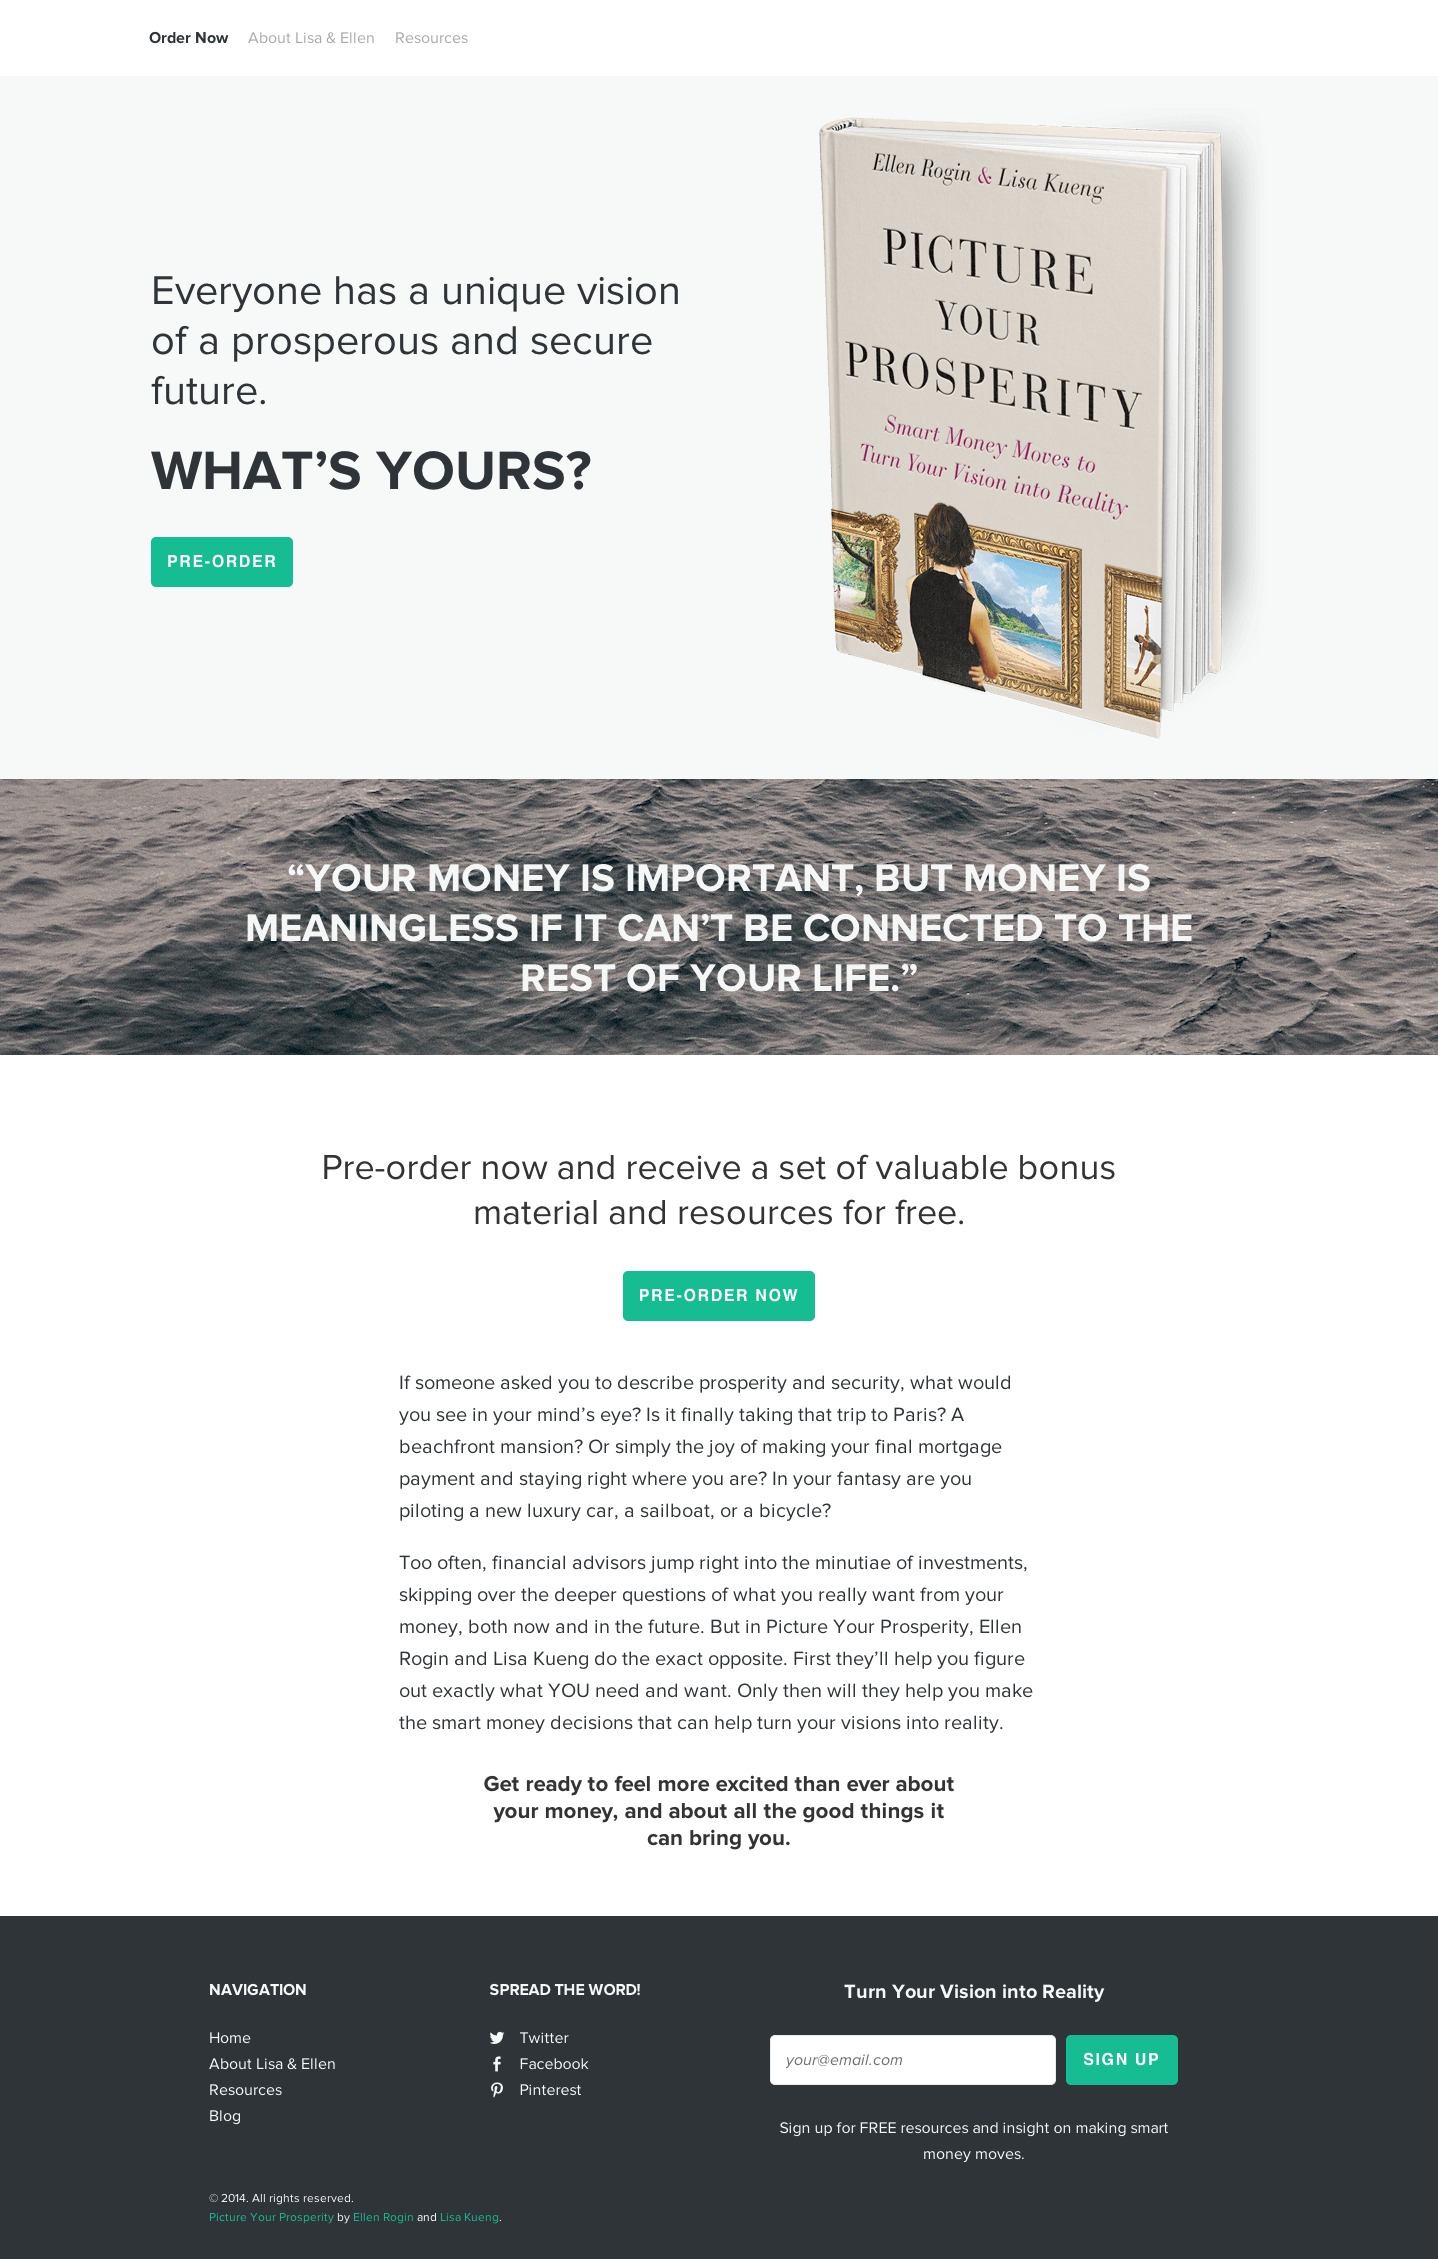 Order Now About Lisa & Ellen Resources
Everyone has a unique vision
of a prosperous and secure
future.
WHAT’S YOURS?
PRE-ORDER
Ellen Rogin & Lisa Kueng
PICTURE
YOUR
PROSPERITY
Smart Money Moves to
Turn Your Vision into Reality
“YOUR MONEY IS IMPORTANT, BUT MONEY IS
MEANINGLESS IF IT CAN’T BE CONNECTED TO THE
REST OF YOUR LIFE.”
Pre-order now and receive a set of valuable bonus
material and resources for free.
PRE-ORDER NOW
If someone asked you to describe prosperity and security, what would
you see in your mind’s eye? Is it finally taking that trip to Paris? A
beachfront mansion? Or simply the joy of making your final mortgage
payment and staying right where you are? In your fantasy are you
piloting a new luxury car, a sailboat, or a bicycle?
Too often, financial advisors jump right into the minutiae of investments,
skipping over the deeper questions of what you really want from your
money, both now and in the future. But in Picture Your Prosperity, Ellen
Rogin and Lisa Kueng do the exact opposite. First they’ll help you figure
out exactly what YOU need and want. Only then will they help you make
the smart money decisions that can help turn your visions into reality.
Get ready to feel more excited than ever about
your money, and about all the good things it
can bring you.
NAVIGATION
Home
About Lisa & Ellen
Resources
Blog
SPREAD THE WORD!
Twitter
Facebook
Pinterest
Turn Your Vision into Reality
your@email.com
SIGN UP
Sign up for FREE resources and insight on making smart
money moves.
© 2014. All rights reserved.
Picture Your Prosperity by Ellen Rogin and Lisa Kueng.